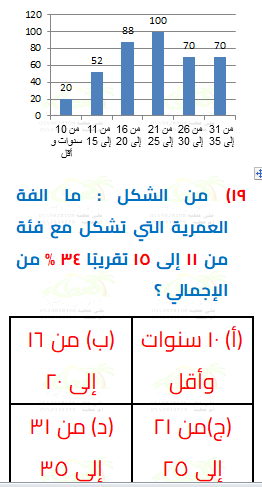 120
100
80
60
40
20
0
20
52
88
100
70
70
من 10 سنوات و أقل
من 11 إلى 15
من 16 إلى 20
من 21 إلى 25
من 26 إلى 30
من 31 إلى 35
١٩) من الشكل : ما الفة
العمرية التي تشكل مع فئة
من ١١ إلى ١٥ تقريبًا ٣٤ % من
الإجمالي ؟
(أ) ١٠ سنوات
وأقل
(ب) من ١٦
إلى ٢٠
(ج)من ٢١
إلى ٢٥
(د) من ٣١
إلى ٣٥